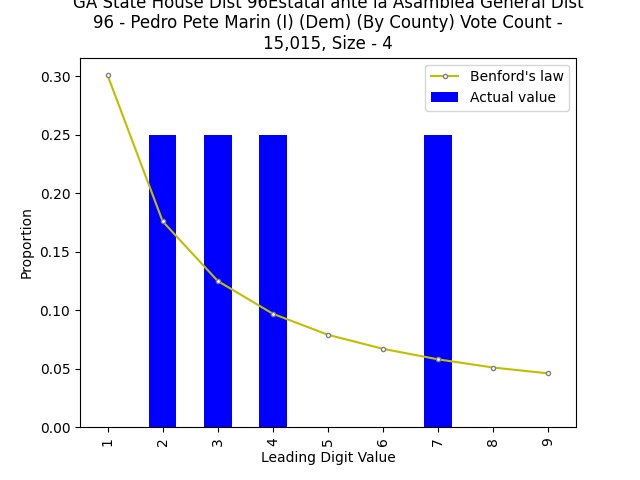 GA State House Dist 96Estatal ante la Asamblea General Dist
96 - Pedro Pete Marin (I) (Dem) (By County) Vote Count -
15,015, Size - 4
Benford's law
Actual value
0.30
0.25
0.20
0.15
0.10
0.05
0.00
Proportion
1 2 3 4 5 6 7 8 9
Leading Digit Value